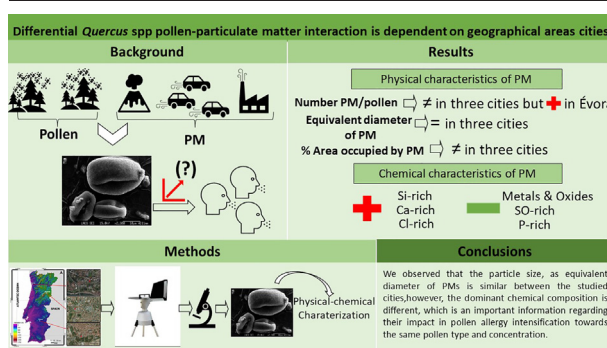 Differential Quercus spp pollen-particulate matter interaction is dependent on geographical areas cities
Background
Pollen
PM
(?)
Results
Physical characteristics of PM
Number PM/pollen ⇨ ≠ in three cities but + in Évora
Equivalent diameter
of PM ⇨ = in three cities
% Area occupied by PM ⇨ ≠ in three cities
Chemical characteristics of PM
Si-rich
Ca-rich
Cl-rich
Metals & Oxides
SO-rich
P-rich
Methods
Physical-chemical
Charaterization
Conclusions
We observed that the particle size, as equivalent
diameter of PMs is similar between the studied
cities,however, the dominant chemical composition is
different, which is an important information regarding
their impact in pollen allergy intensification towards
the same pollen type and concentration.